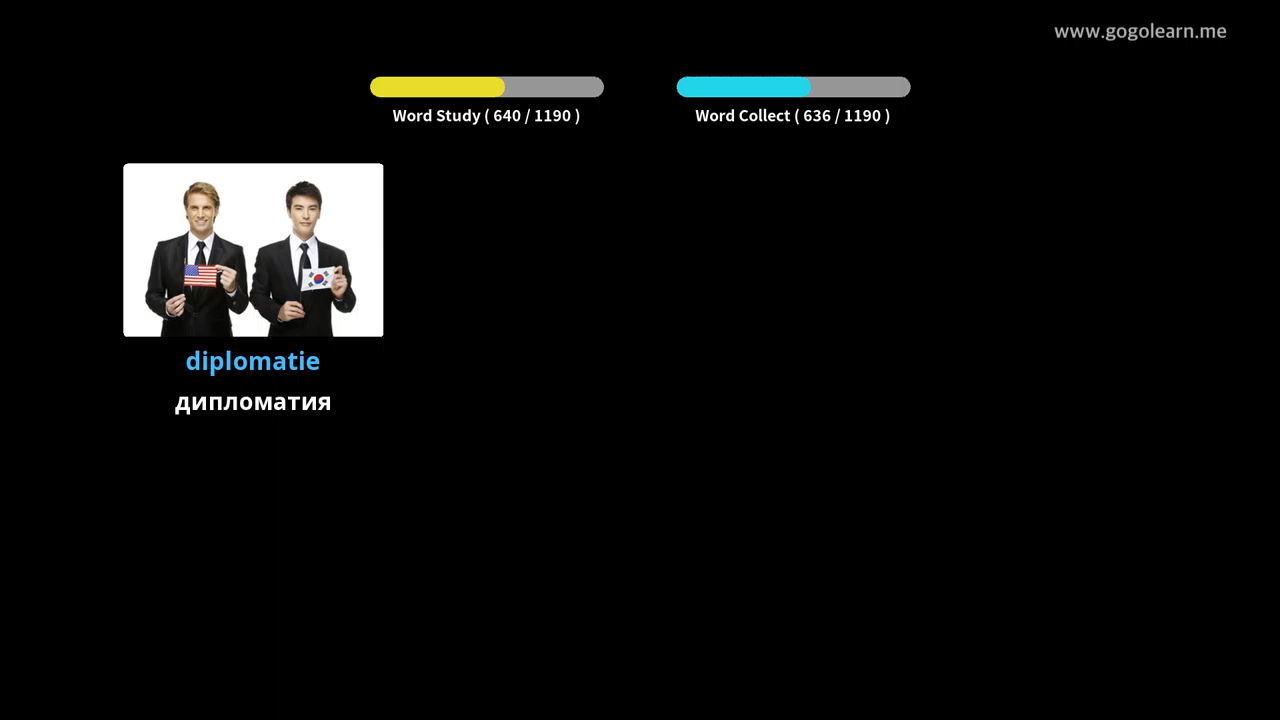 www.gogolearn.me
Word Study ( 640 / 1190 )
Word Collect ( 636 / 1190 )
diplomatie
дипломатия